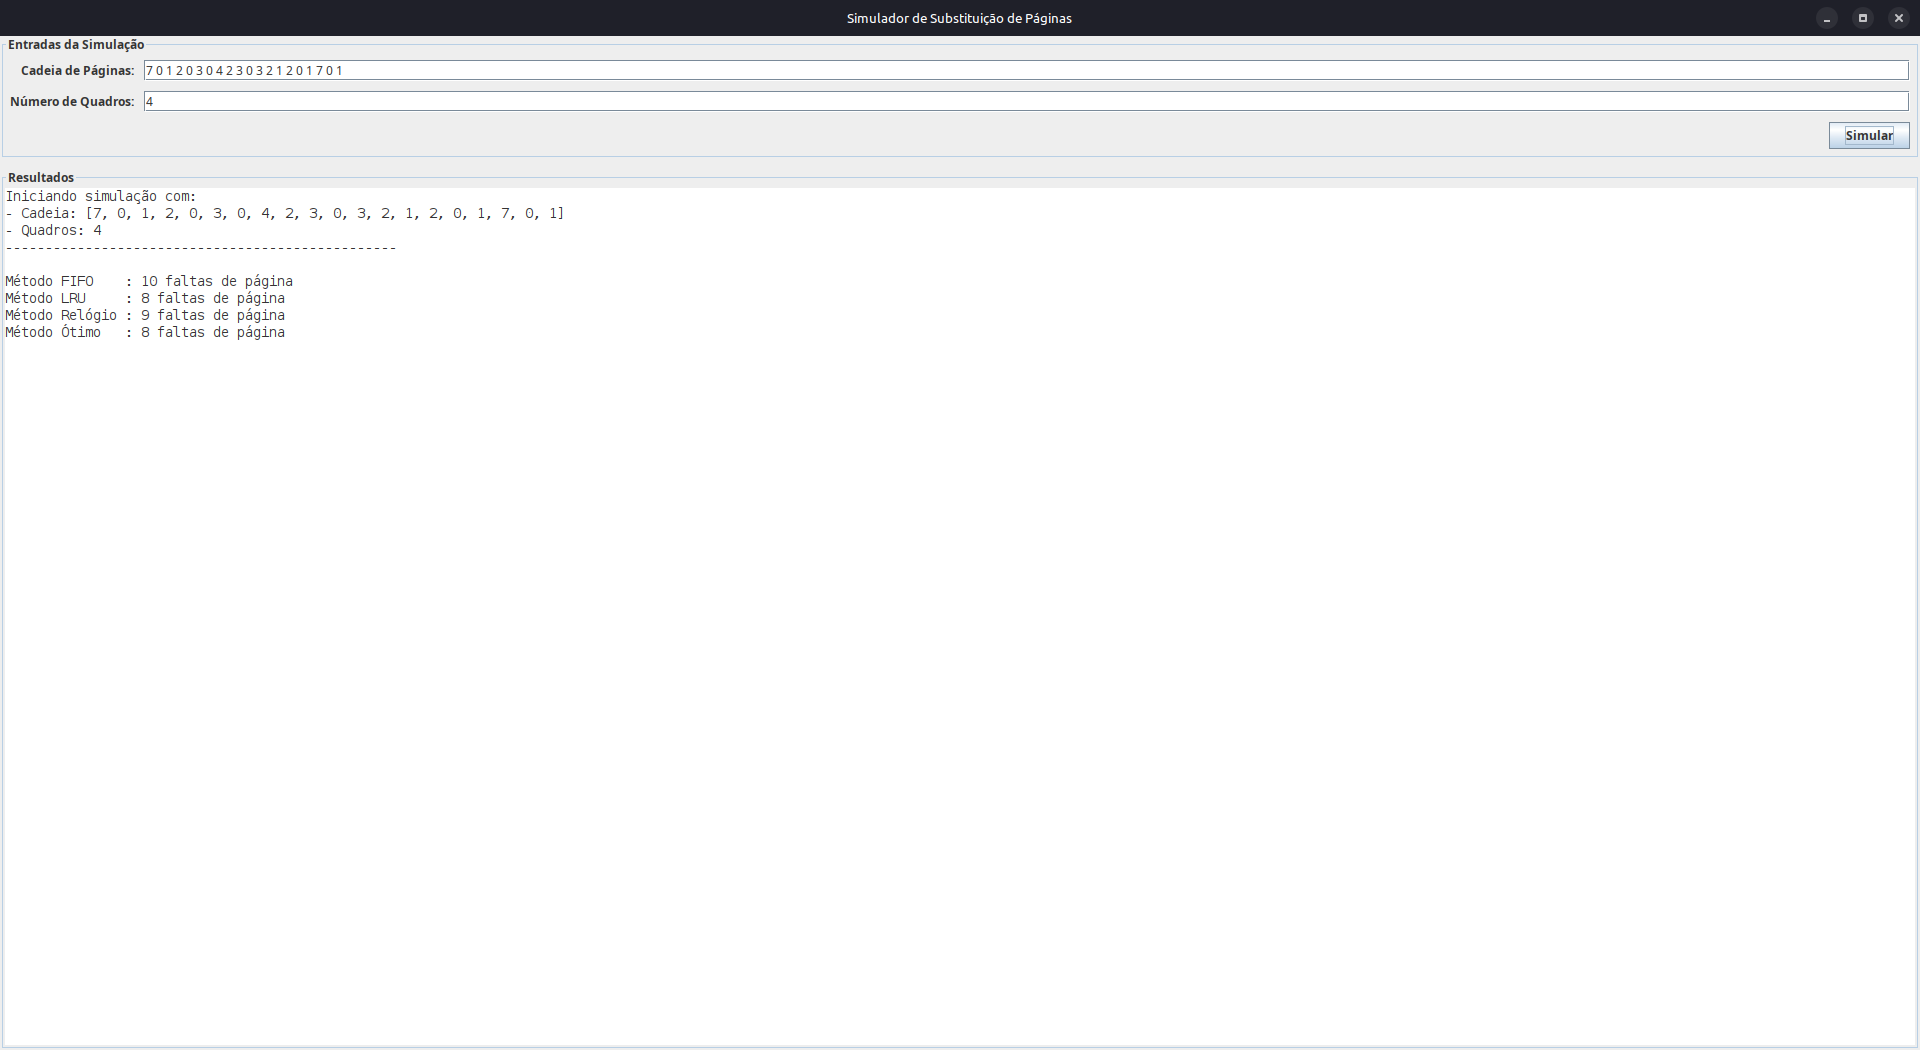 Simulador de Substituição de Páginas
Entradas da Simulação
Cadeia de Páginas: 7 0 1 2 0 3 0 4 2 3 0 3 2 1 2 0 1 7 0 1
Número de Quadros: 4
Simular
Resultados
Iniciando simulação com:
- Cadeia: [7, 0, 1, 2, 0, 3, 0, 4, 2, 3, 0, 3, 2, 1, 2, 0, 1, 7, 0, 1]
- Quadros: 4
-------------------------------------------------
Método FIFO    : 10 faltas de página
Método LRU     : 8 faltas de página
Método Relógio : 9 faltas de página
Método Ótimo   : 8 faltas de página